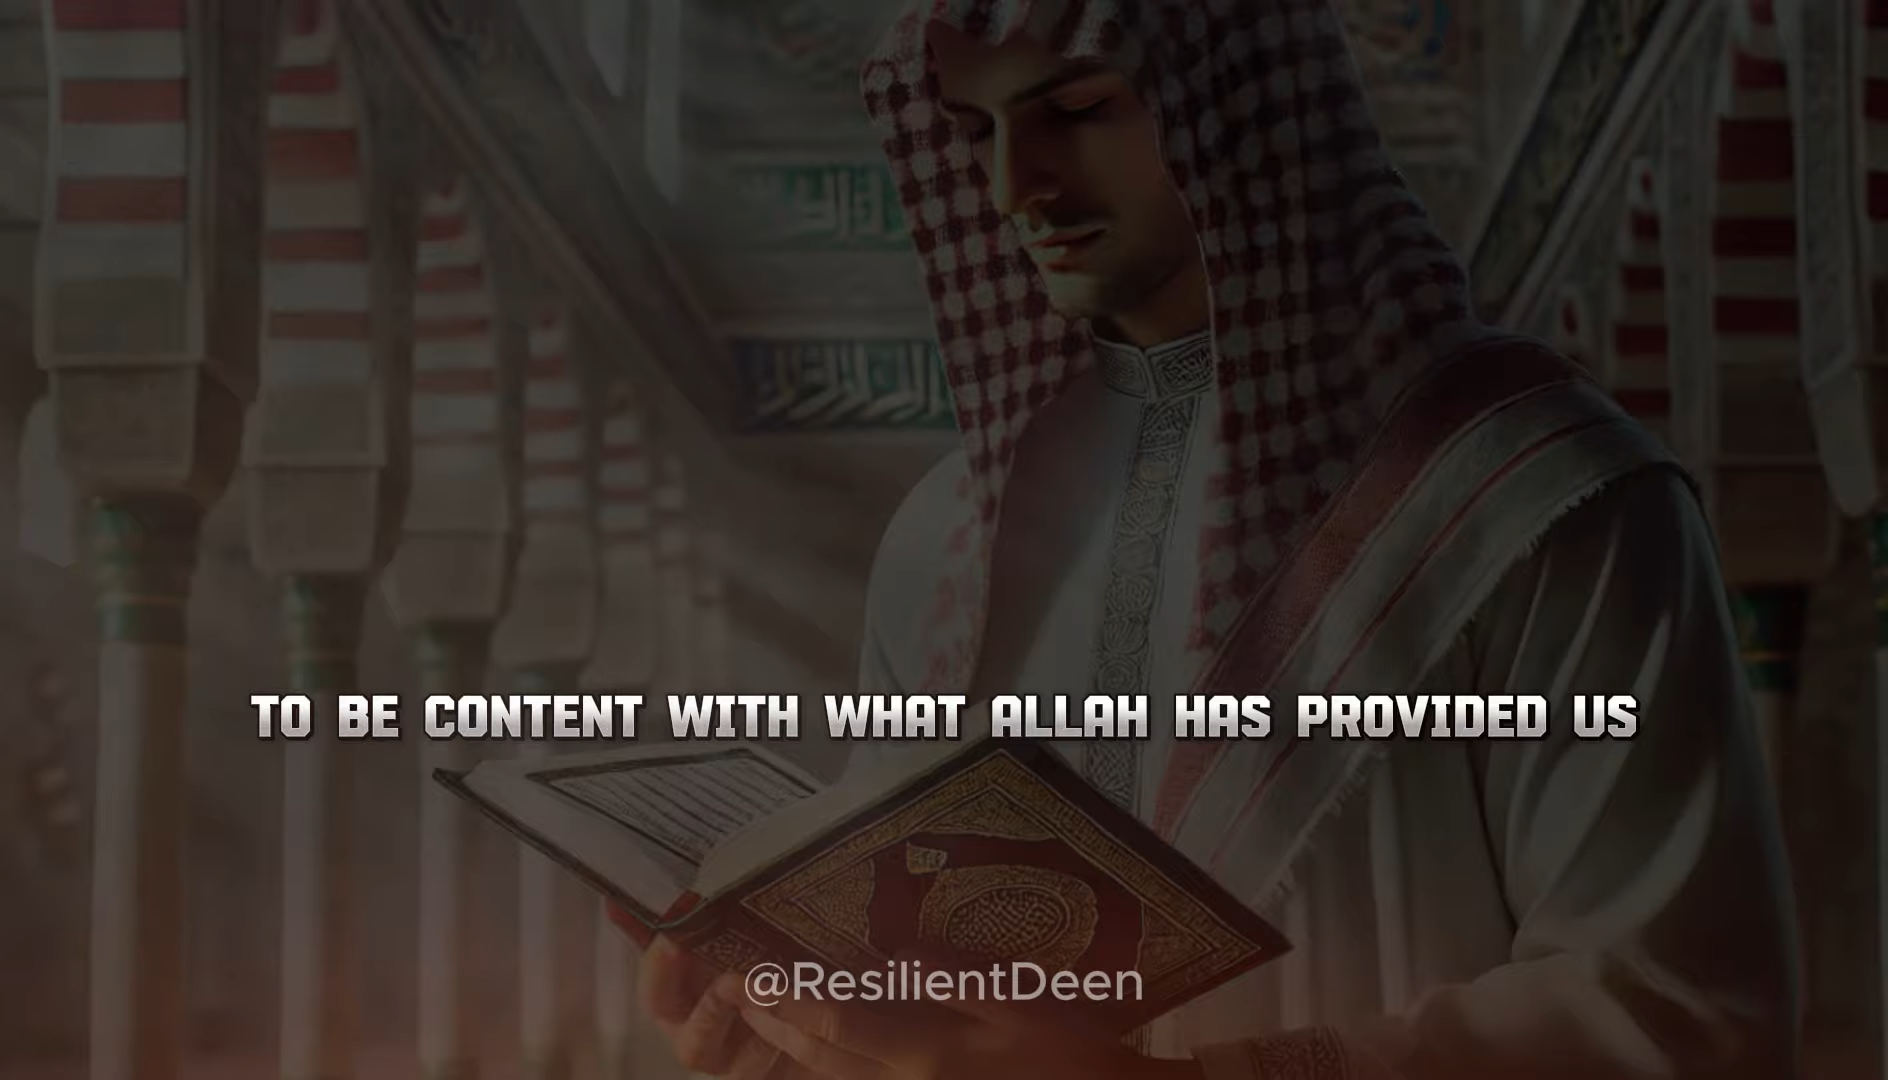 TO BE CONTENT WITH WHAT ALLAH HAS PROVIDED US
@ResilientDeen